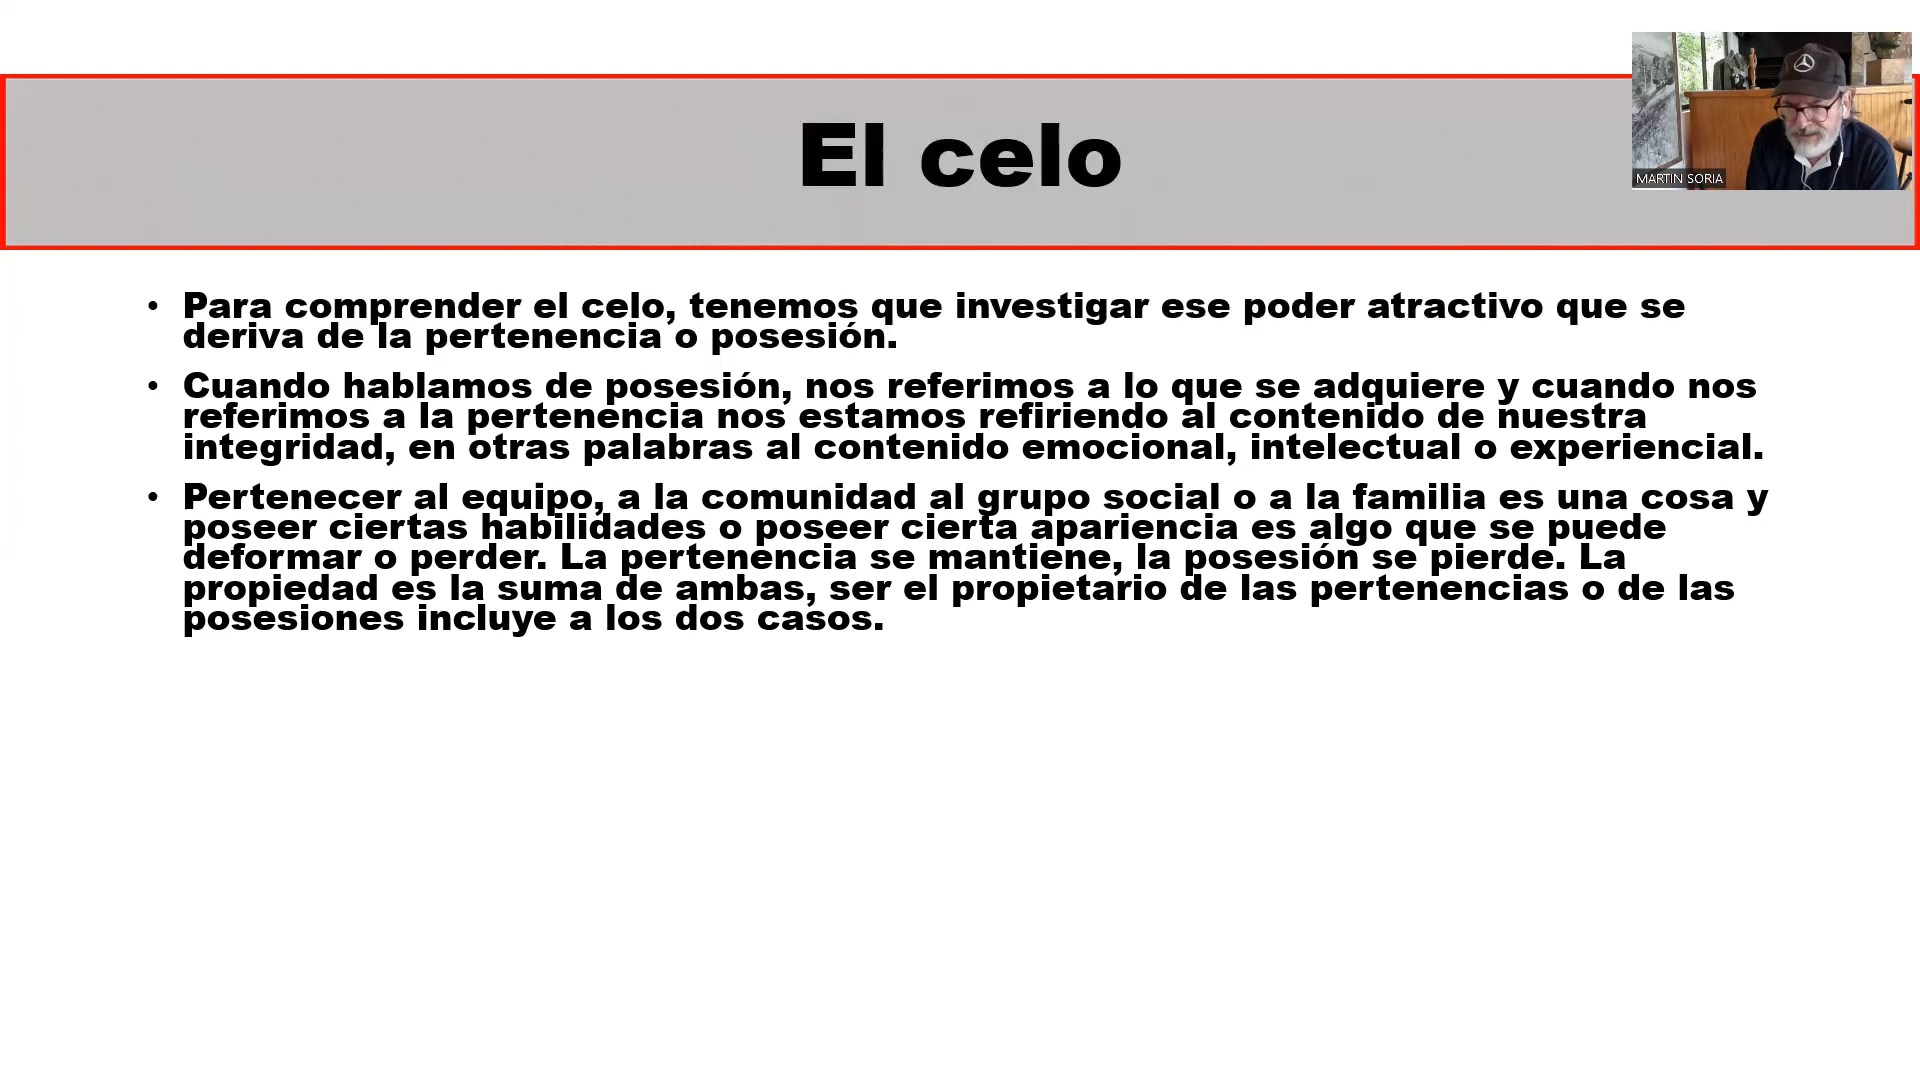 El celo
MARTIN SORIA
• Para comprender el celo, tenemos que investigar ese poder atractivo que se
deriva de la pertenencia o posesión.
• Cuando hablamos de posesión, nos referimos a lo que se adquiere y cuando nos
referimos a la pertenencia nos estamos refiriendo al contenido de nuestra
integridad, en otras palabras al contenido emocional, intelectual o experiencial.
• Pertenecer al equipo, a la comunidad al grupo social o a la familia es una cosa y
poseer ciertas habilidades o poseer cierta apariencia es algo que se puede
deformar o perder. La pertenencia se mantiene, la posesión se pierde. La
propiedad es la suma de ambas, ser el propietario de las pertenencias o de las
posesiones incluye a los dos casos.